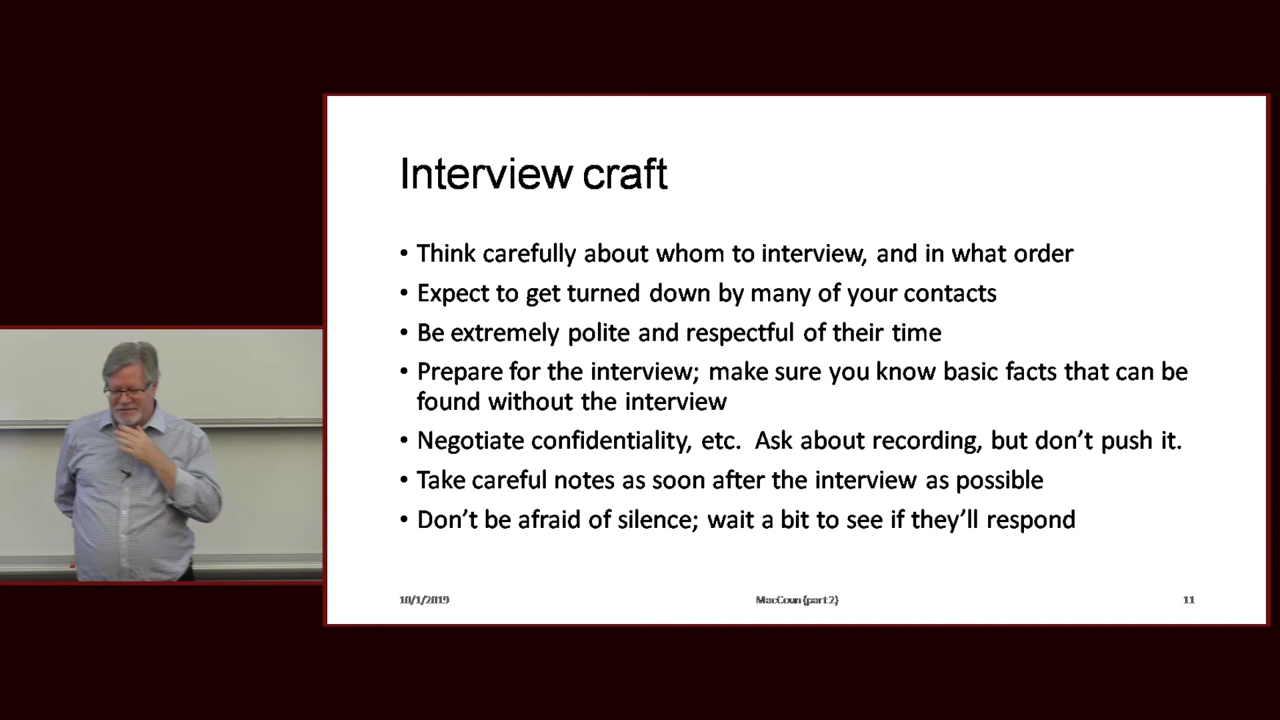 Interview craft
• Think carefully about whom to interview, and in what order
• Expect to get turned down by many of your contacts
• Be extremely polite and respectful of their time
• Prepare for the interview; make sure you know basic facts that can be
found without the interview
• Negotiate confidentiality, etc.  Ask about recording, but don’t push it.
• Take careful notes as soon after the interview as possible
• Don’t be afraid of silence; wait a bit to see if they’ll respond
10/1/2019
MacCoun (part 2)
11